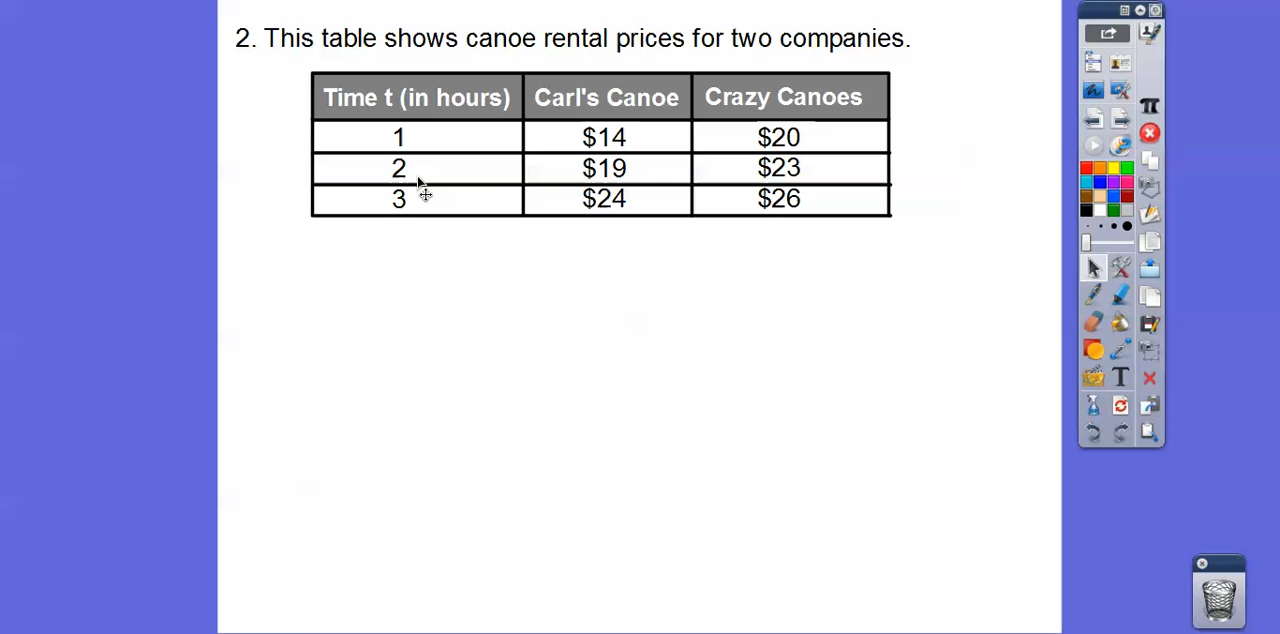 2. This table shows canoe rental prices for two companies.
Time t (in hours) Carl's Canoe Crazy Canoes
1 $14 $20
2 $19 $23
3 $24 $26